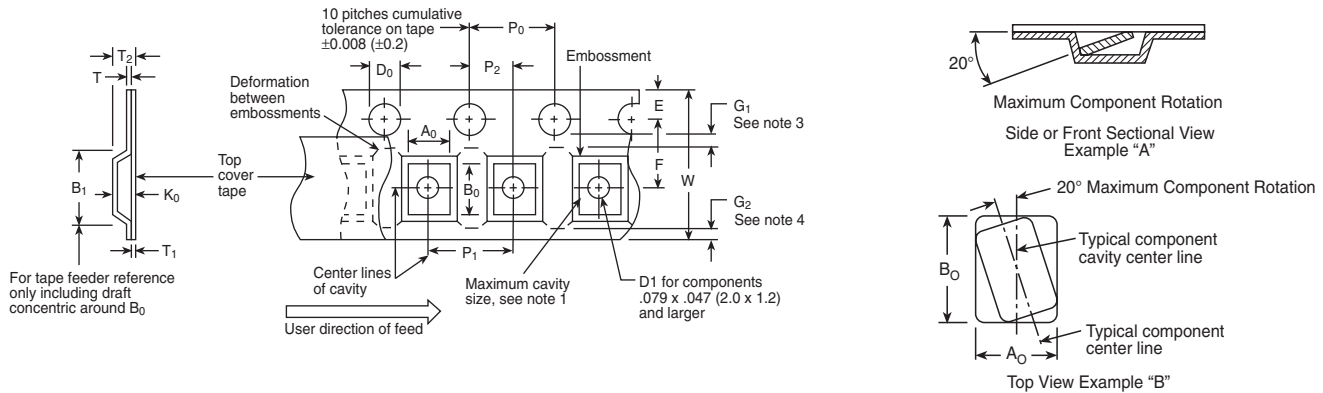 10 pitches cumulative
tolerance on tape
±0.008 (±0.2)
P0
T2
T
D0
P2
Embossment
Deformation
between
embossments
E
G1
See note 3
A0
F
W
Top
cover
tape
B1
K0
B0
G2
See note 4
T1
P1
For tape feeder reference
only including draft
concentric around B0
Center lines
of cavity
Maximum cavity
size, see note 1
D1 for components
.079 x .047 (2.0 x 1.2)
and larger
User direction of feed
20°
Maximum Component Rotation
Side or Front Sectional View
Example “A”
20° Maximum Component Rotation
Typical component
cavity center line
BO
Typical component
center line
AO
Top View Example “B”